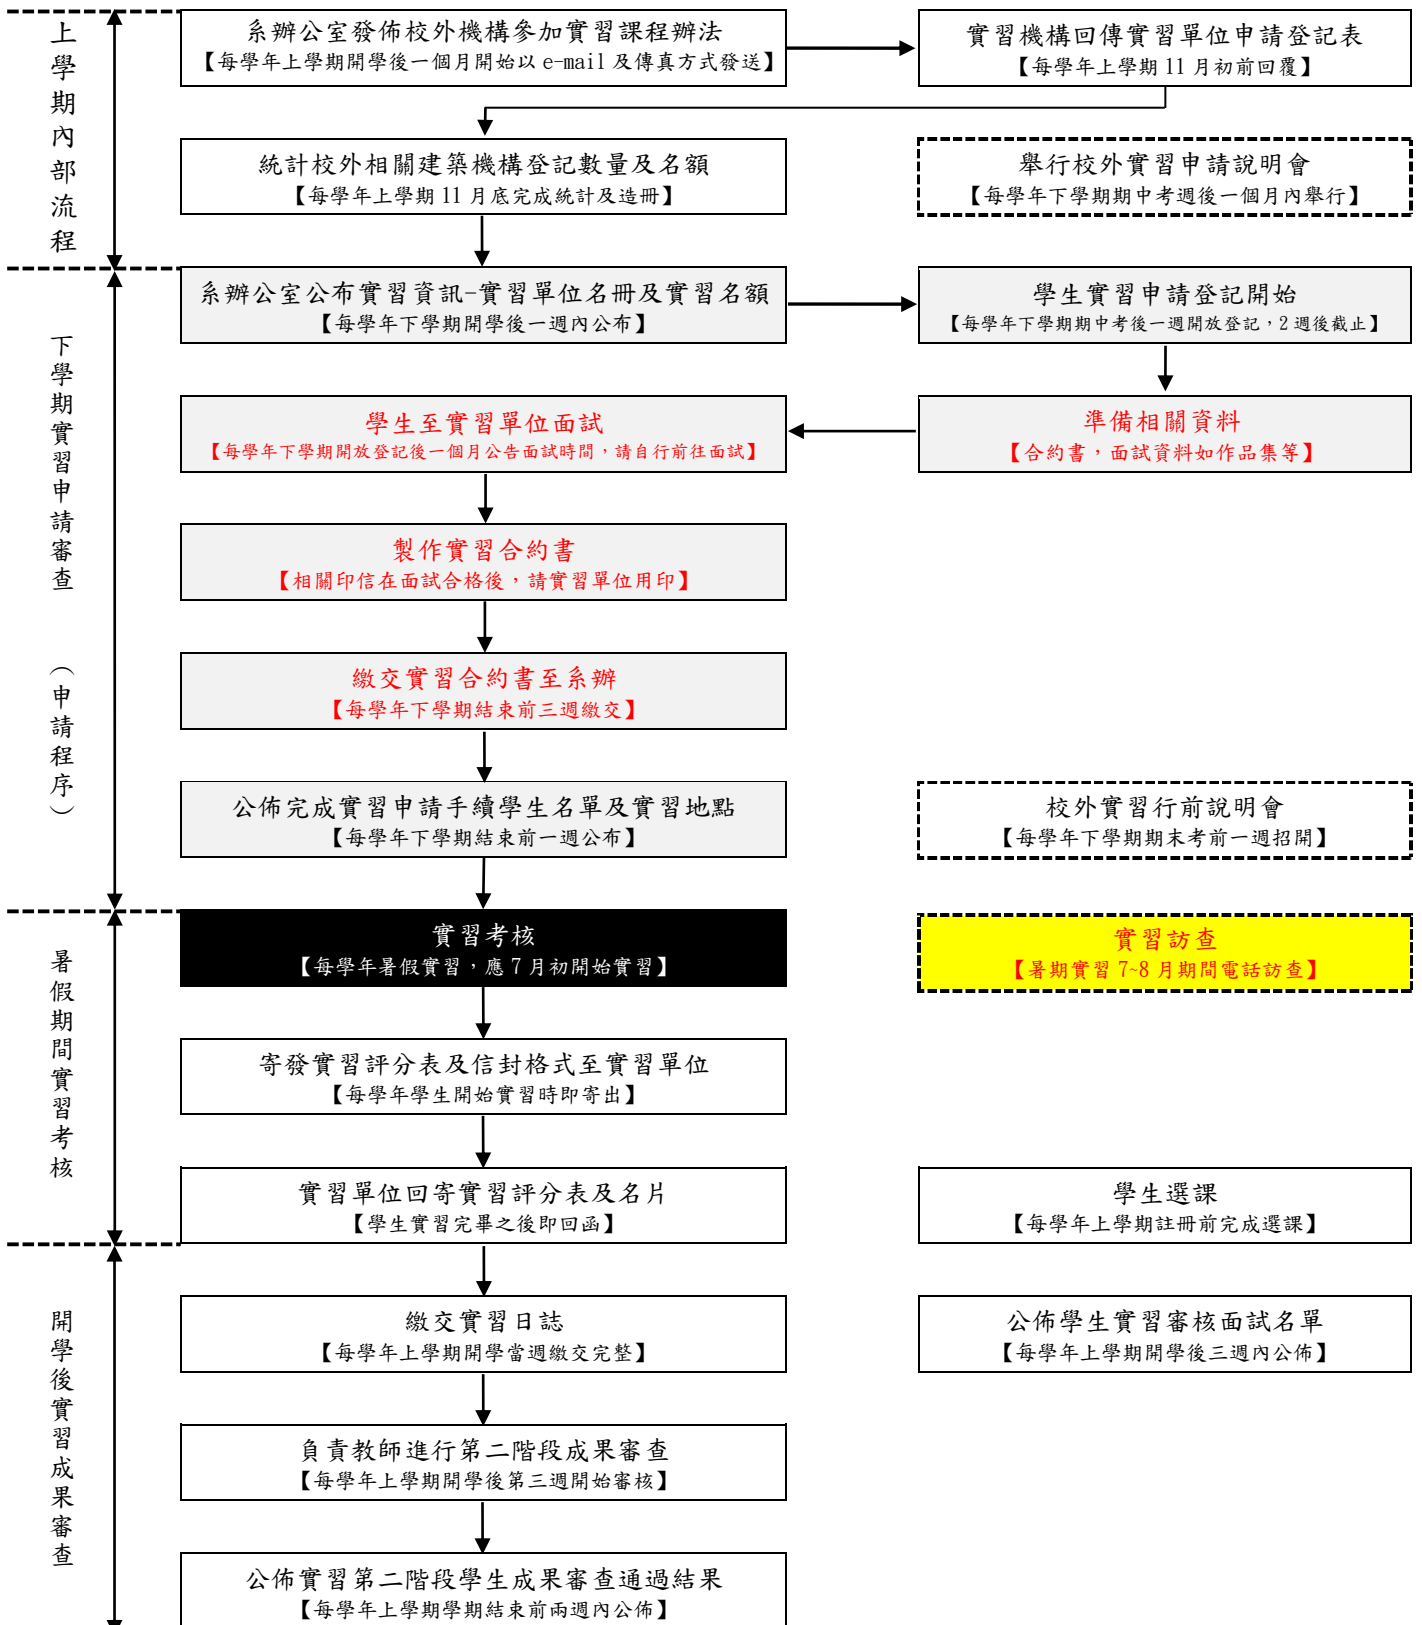 上學期內部流程
系辦公室發佈校外機構參加實習課程辦法
【每學年上學期開學後一個月開始以 e-mail 及傳真方式發送】
實習機構回傳實習單位申請登記表
【每學年上學期 11 月初前回覆】
統計校外相關建築機構登記數量及名額
【每學年上學期 11 月底完成統計及造冊】
舉行校外實習申請說明會
【每學年下學期期中考週後一個月內舉行】
下學期實習申請審查
（申請程序）
系辦公室公布實習資訊-實習單位名冊及實習名額
【每學年下學期開學後一週內公布】
學生實習申請登記開始
【每學年下學期期中考後一週開放登記，2 週後截止】
學生至實習單位面試
【每學年下學期開放登記後一個月公告面試時間，請自行前往面試】
準備相關資料
【合約書，面試資料如作品集等】
製作實習合約書
【相關印信在面試合格後，請實習單位用印】
繳交實習合約書至系辦
【每學年下學期結束前三週繳交】
公佈完成實習申請手續學生名單及實習地點
【每學年下學期結束前一週公布】
校外實習行前說明會
【每學年下學期期末考前一週招開】
暑假期間實習考核
實習考核
【每學年暑假實習，應 7 月初開始實習】
實習訪查
【暑期實習 7~8 月期間電話訪查】
寄發實習評分表及信封格式至實習單位
【每學年學生開始實習時即寄出】
實習單位回寄實習評分表及名片
【學生實習完畢之後即回函】
學生選課
【每學年上學期註冊前完成選課】
開學後實習成果審查
繳交實習日誌
【每學年上學期開學當週繳交完整】
公佈學生實習審核面試名單
【每學年上學期開學後三週內公佈】
負責教師進行第二階段成果審查
【每學年上學期開學後第三週開始審核】
公佈實習第二階段學生成果審查通過結果
【每學年上學期學期結束前兩週內公佈】